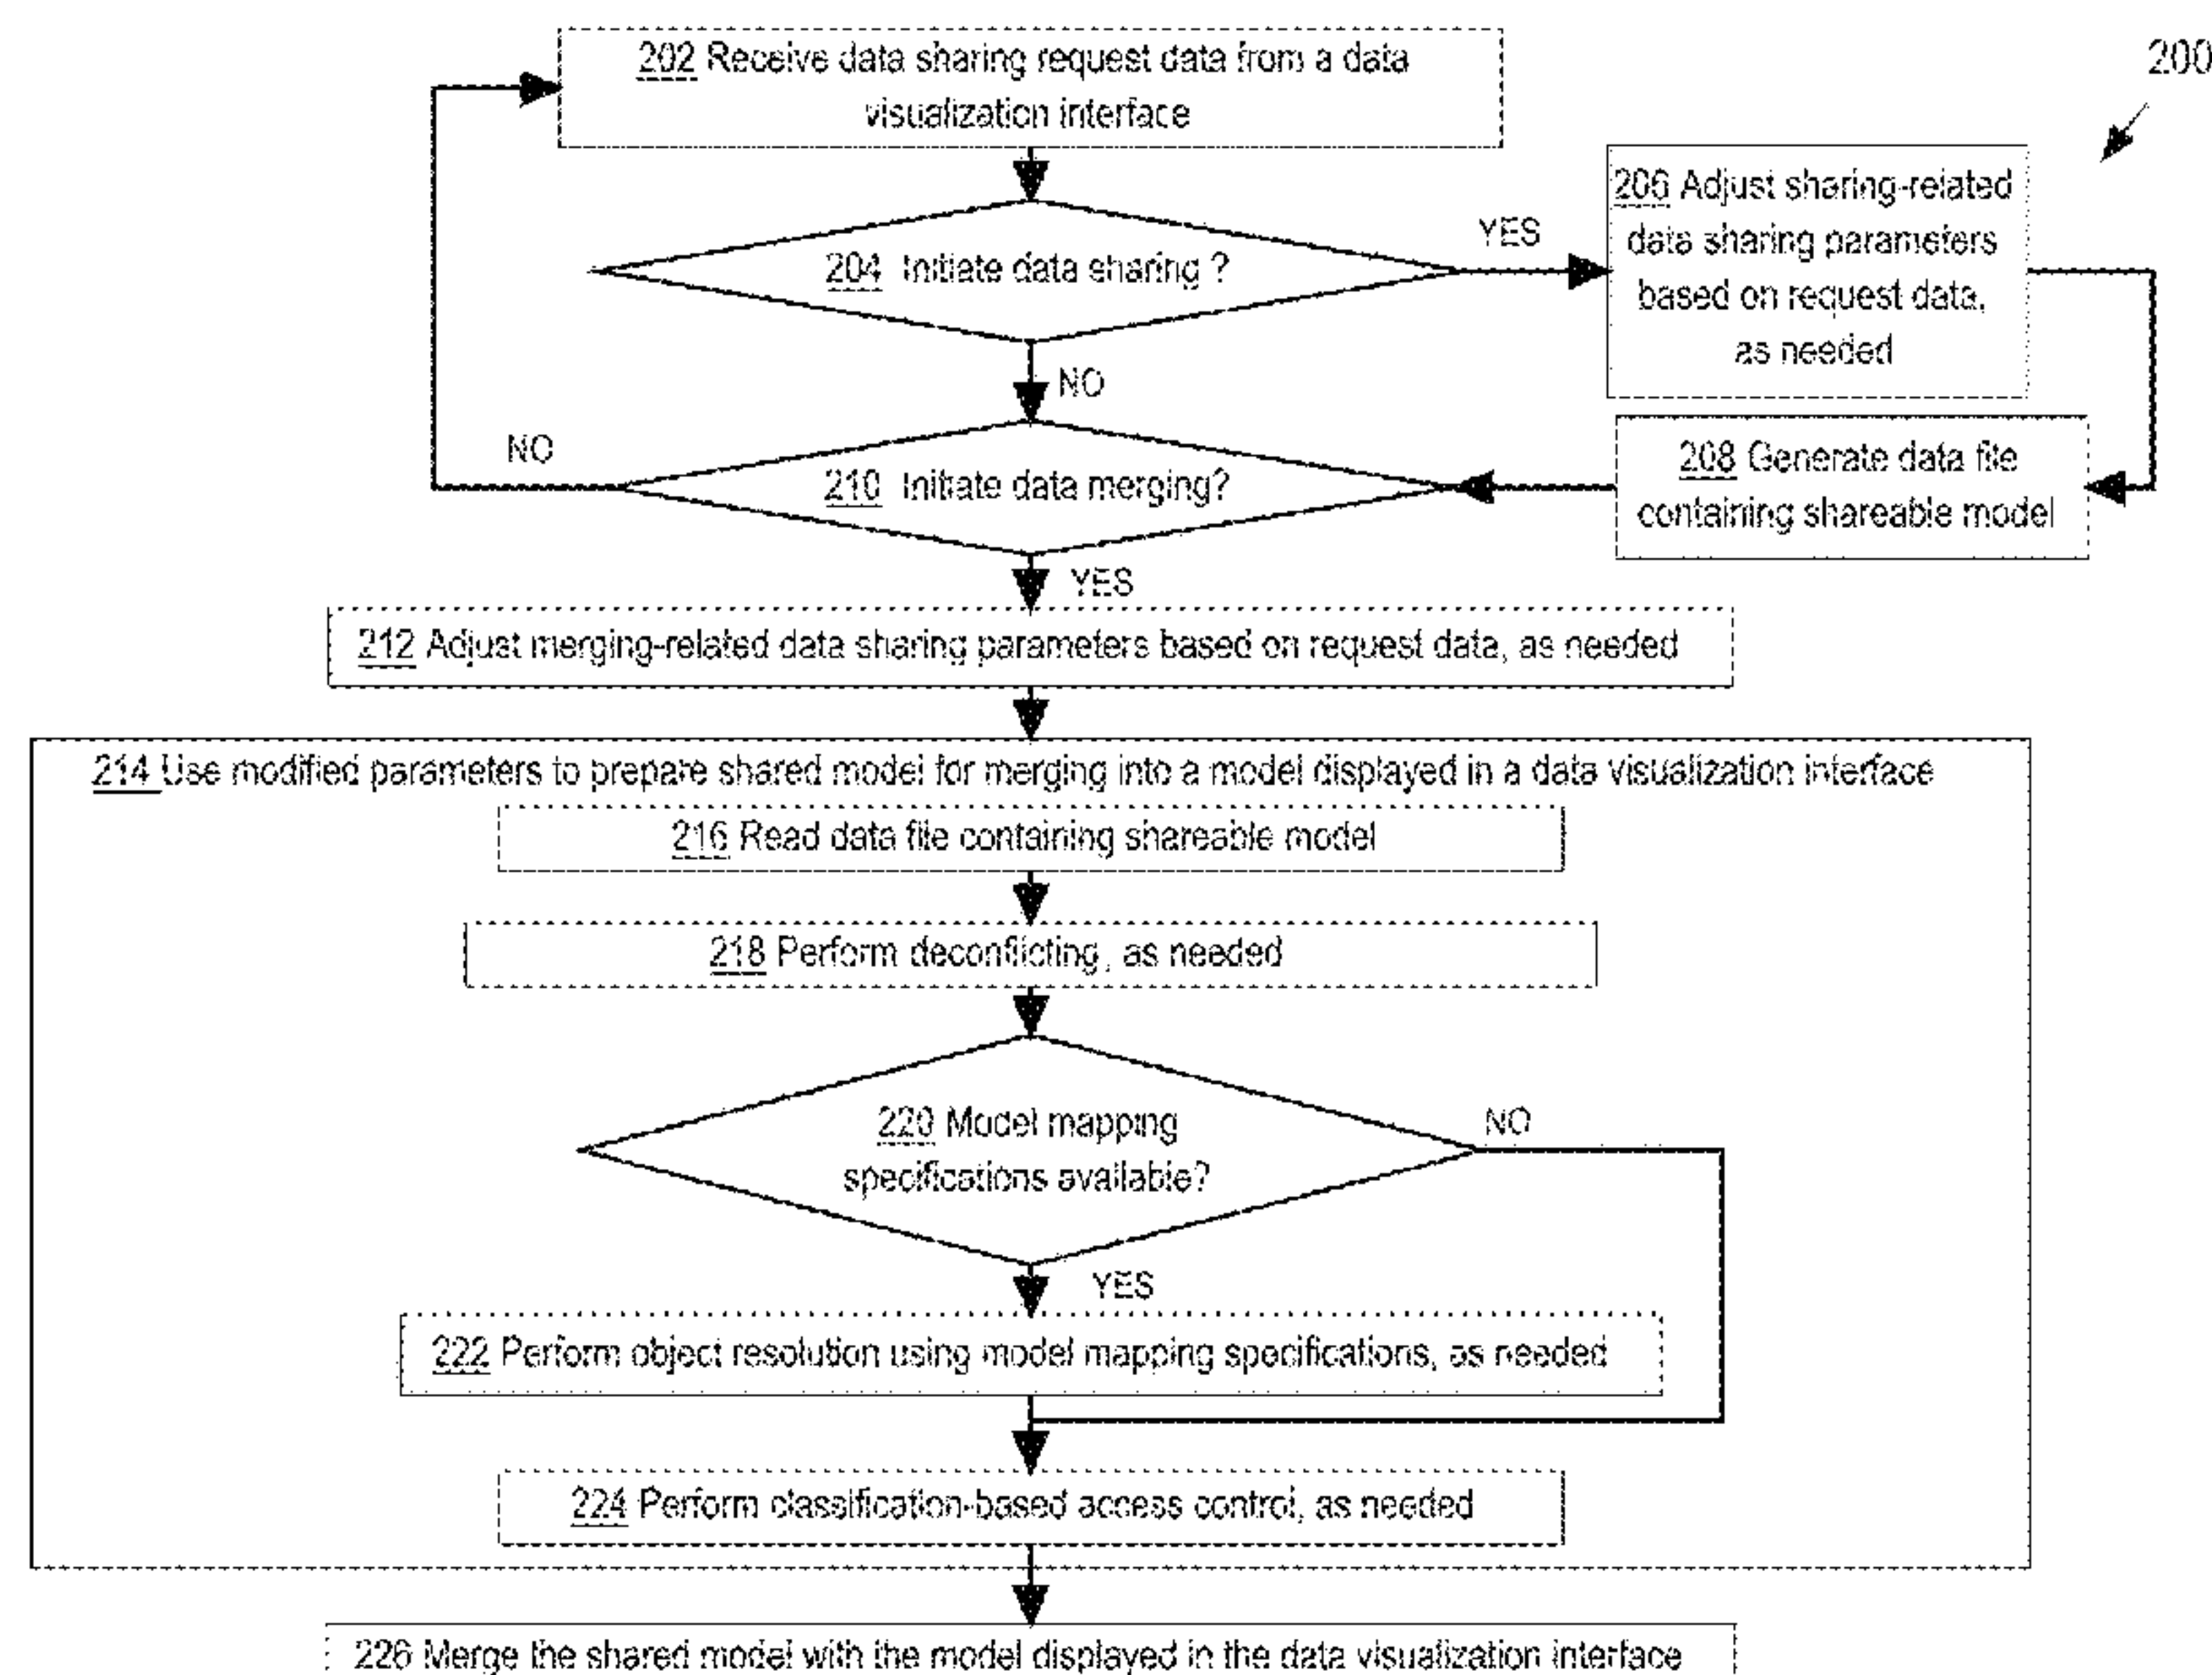 200
202 Receive data sharing request data from a data
visualization interface
204 Initiate data sharing ?
YES
206 Adjust sharing-related
data sharing parameters
based on request data,
as needed
NO
208 Generate data file
containing shareable model
NO
210 Initiate data merging?
YES
212 Adjust merging-related data sharing parameters based on request data, as needed
214 Use modified parameters to prepare shared model for merging into a model displayed in a data visualization interface
216 Read data file containing shareable model
218 Perform deconflicting, as needed
220 Model mapping
specifications available?
NO
YES
222 Perform object resolution using model mapping specifications, as needed
224 Perform classification-based access control, as needed
226 Merge the shared model with the model displayed in the data visualization interface